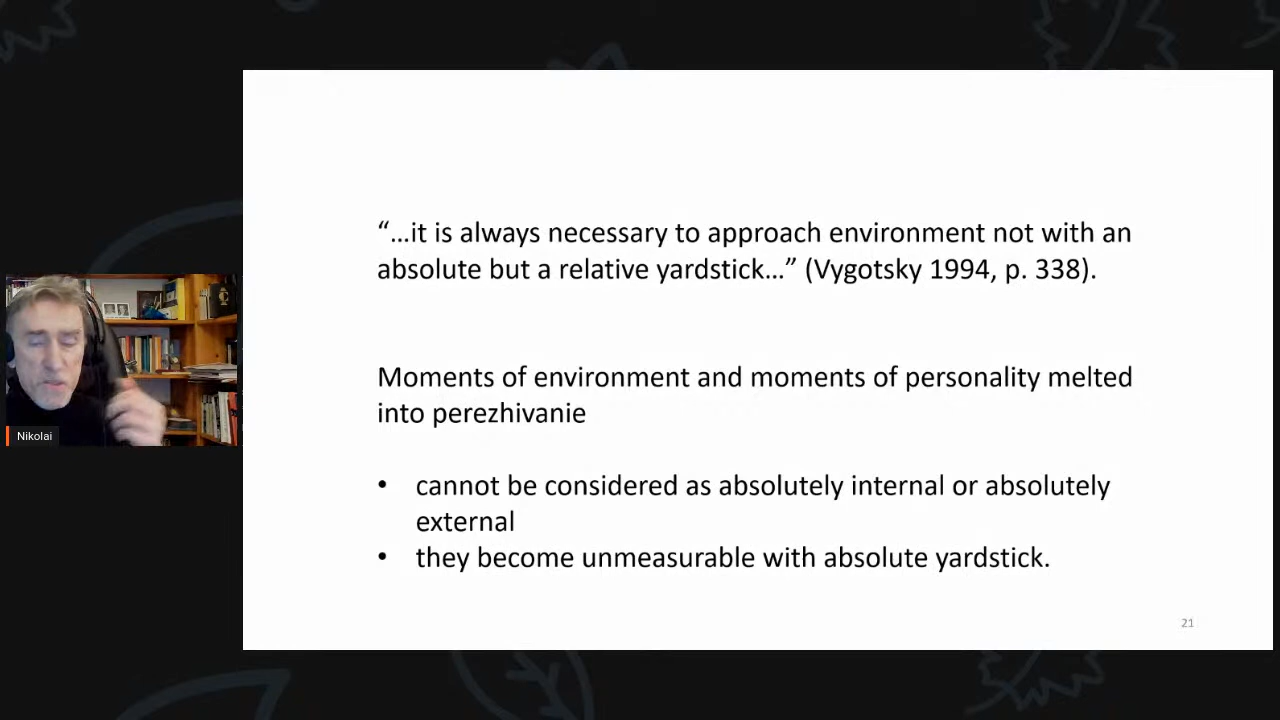 “…it is always necessary to approach environment not with an
absolute but a relative yardstick…” (Vygotsky 1994, p. 338).
Moments of environment and moments of personality melted
into perezhivanie
• cannot be considered as absolutely internal or absolutely
external
• they become unmeasurable with absolute yardstick.
Nikolai
21